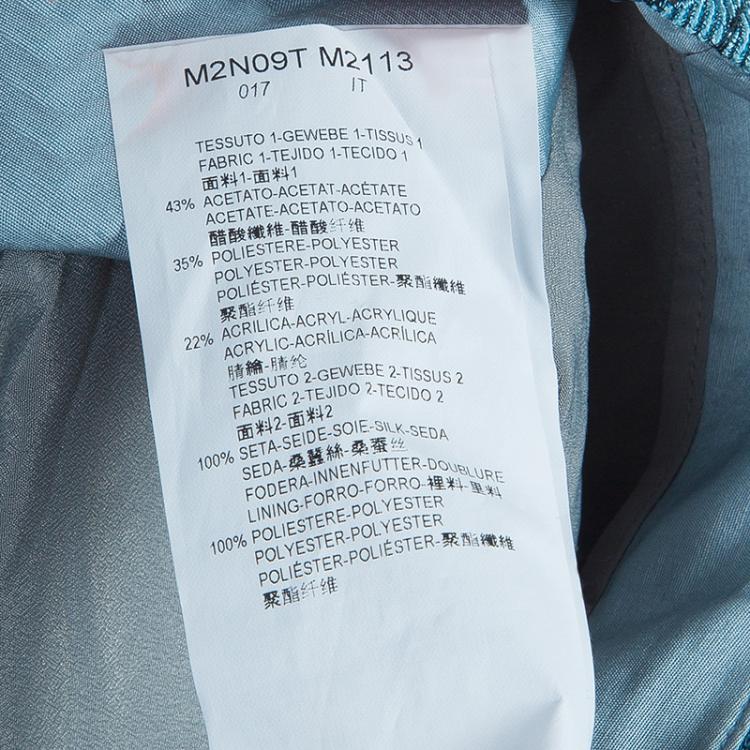 M2N09T M2113
017 IT
TESSUTO 1-GEWEBE 1-TISSUS 1
FABRIC 1-TEJIDO 1-TECIDO 1
面料1-面料1
43% ACETATO-ACETAT-ACÉTATE
ACETATE-ACETATO-ACETATO
醋酸纖維-醋酸纤维
35% POLIESTERE-POLYESTER
POLYESTER-POLYESTER
POLIÉSTER-POLIÉSTER-聚酯纖維
聚酯纤维
22% ACRILICA-ACRYL-ACRYLIQUE
ACRYLIC-ACRÍLICA-ACRÍLICA
腈綸-腈纶
TESSUTO 2-GEWEBE 2-TISSUS 2
FABRIC 2-TEJIDO 2-TECIDO 2
面料2-面料2
100% SETA-SEIDE-SOIE-SILK-SEDA
SEDA-桑蠶絲-桑蚕丝
FODERA-INNENFUTTER-DOUBLURE
LINING-FORRO-FORRO-裡料-里料
100% POLIESTERE-POLYESTER
POLYESTER-POLYESTER
POLIÉSTER-POLIÉSTER-聚酯纖維
聚酯纤维